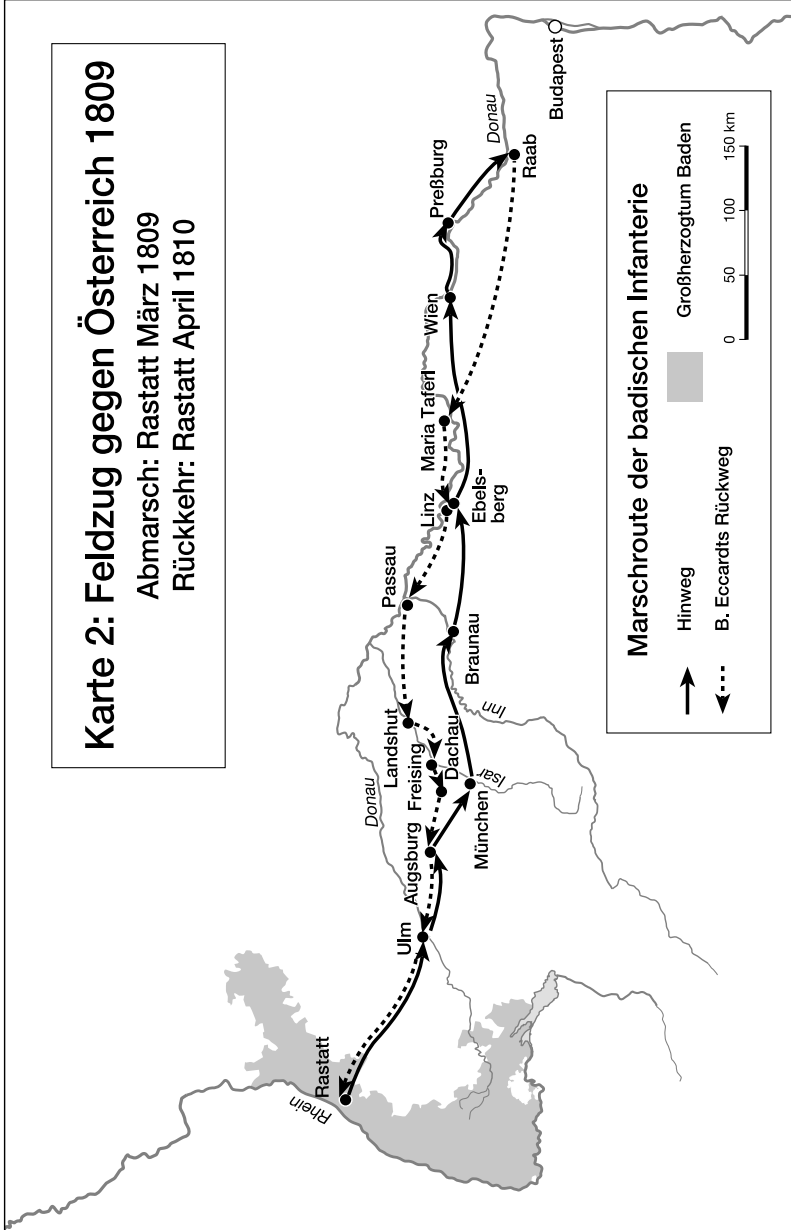 Karte 2: Feldzug gegen Österreich 1809
Abmarsch: Rastatt März 1809
Rückkehr: Rastatt April 1810
Rhein
Rastatt
Ulm
Donau
Augsburg
München
Dachau
Freising
Landshut
Isar
Inn
Braunau
Passau
Linz
Ebels-
berg
Maria Taferl
Wien
Preßburg
Donau
Raab
Budapest
Marschroute der badischen Infanterie
Hinweg
B. Eccardts Rückweg
Großherzogtum Baden
0 50 100 150 km